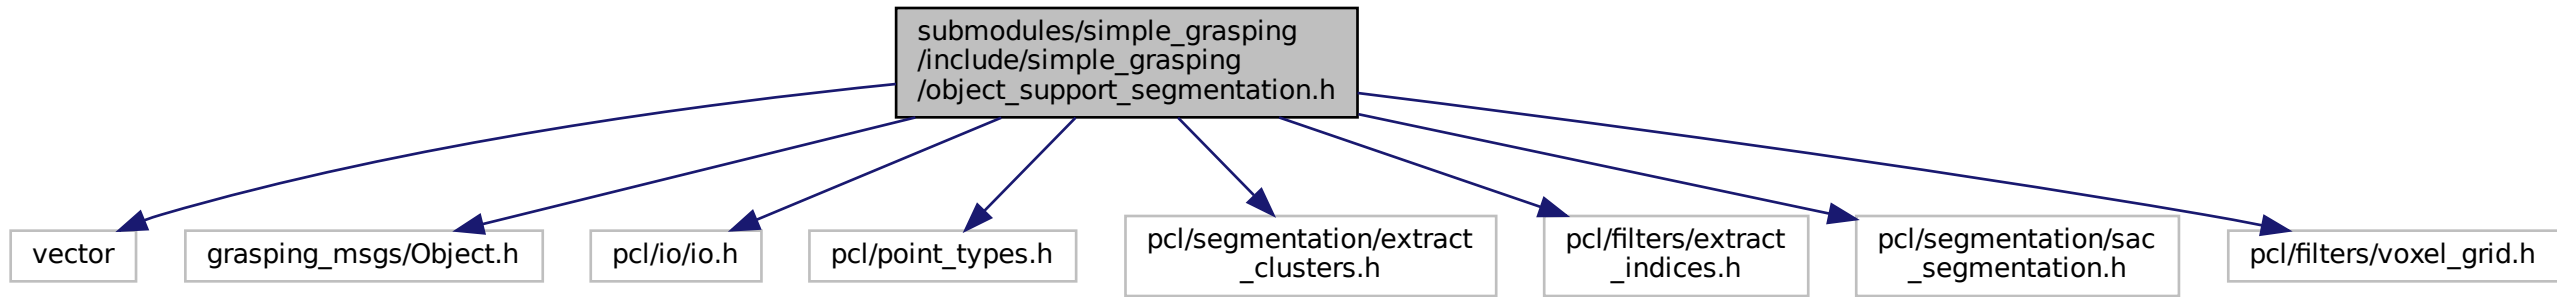 submodules/simple_grasping
/include/simple_grasping
/object_support_segmentation.h
vector
grasping_msgs/Object.h
pcl/io/io.h
pcl/point_types.h
pcl/segmentation/extract
_clusters.h
pcl/filters/extract
_indices.h
pcl/segmentation/sac
_segmentation.h
pcl/filters/voxel_grid.h